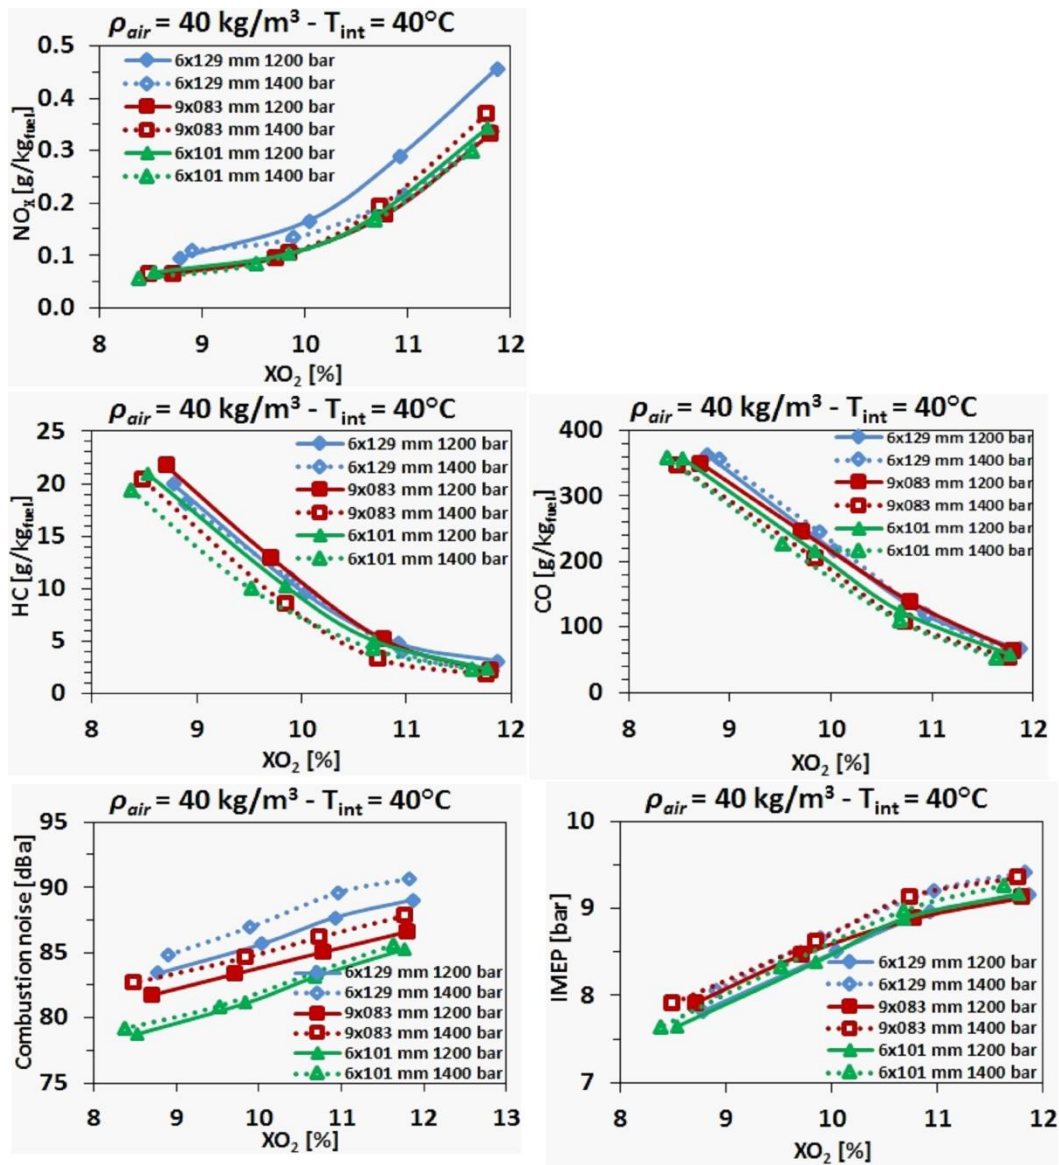 ρair = 40 kg/m³ - Tint = 40°C
0.5
0.4
0.3
0.2
0.1
0.0
NOX [g/kgfuel]
6x129 mm 1200 bar
6x129 mm 1400 bar
9x083 mm 1200 bar
9x083 mm 1400 bar
6x101 mm 1200 bar
6x101 mm 1400 bar
8 9 10 11 12
XO₂ [%]
ρair = 40 kg/m³ - Tint = 40°C
25
20
15
10
5
0
HC [g/kgfuel]
6x129 mm 1200 bar
6x129 mm 1400 bar
9x083 mm 1200 bar
9x083 mm 1400 bar
6x101 mm 1200 bar
6x101 mm 1400 bar
8 9 10 11 12
XO₂ [%]
ρair = 40 kg/m³ - Tint = 40°C
400
300
200
100
0
CO [g/kgfuel]
6x129 mm 1200 bar
6x129 mm 1400 bar
9x083 mm 1200 bar
9x083 mm 1400 bar
6x101 mm 1200 bar
6x101 mm 1400 bar
8 9 10 11 12
XO₂ [%]
ρair = 40 kg/m³ - Tint = 40°C
95
90
85
80
75
Combustion noise [dBa]
6x129 mm 1200 bar
6x129 mm 1400 bar
9x083 mm 1200 bar
9x083 mm 1400 bar
6x101 mm 1200 bar
6x101 mm 1400 bar
8 9 10 11 12 13
XO₂ [%]
ρair = 40 kg/m³ - Tint = 40°C
10
9
8
7
IMEP [bar]
6x129 mm 1200 bar
6x129 mm 1400 bar
9x083 mm 1200 bar
9x083 mm 1400 bar
6x101 mm 1200 bar
6x101 mm 1400 bar
8 9 10 11 12
XO₂ [%]